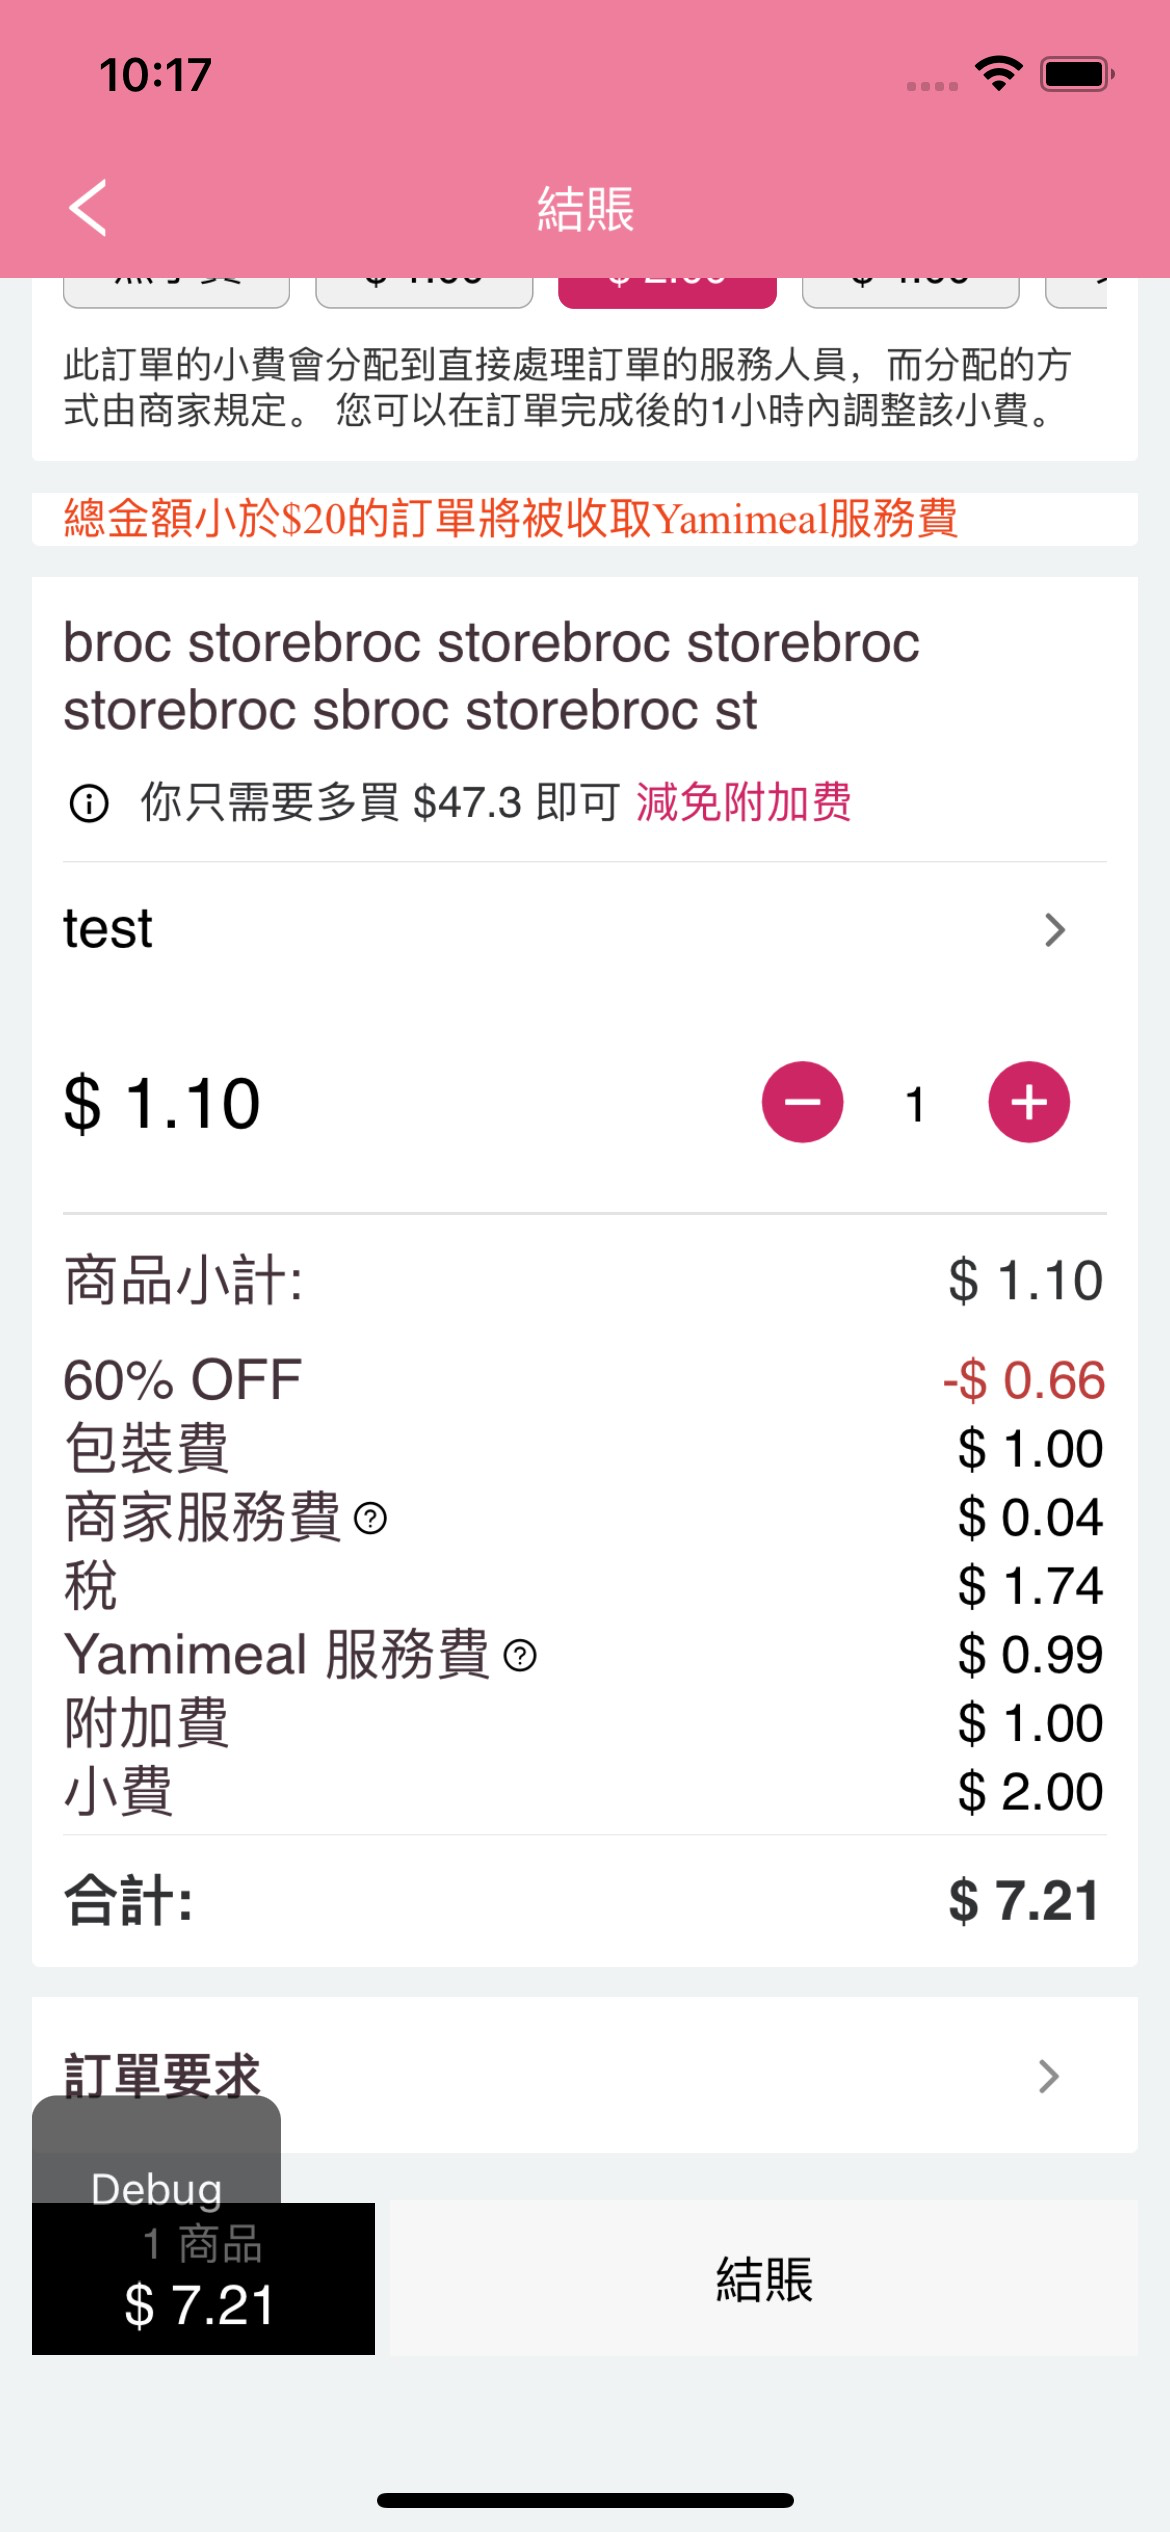 10:17
結賬
此訂單的小費會分配到直接處理訂單的服務人員，而分配的方
式由商家規定。 您可以在訂單完成後的1小時內調整該小費。
總金額小於$20的訂單將被收取Yamimeal服務費
broc storebroc storebroc storebroc
storebroc sbroc storebroc st
你只需要多買 $47.3 即可 減免附加费
test
$ 1.10
1
商品小計: $ 1.10
60% OFF -$ 0.66
包裝費 $ 1.00
商家服務費 $ 0.04
稅 $ 1.74
Yamimeal 服務費 $ 0.99
附加費 $ 1.00
小費 $ 2.00
合計: $ 7.21
訂單要求
Debug
1 商品
$ 7.21
結賬